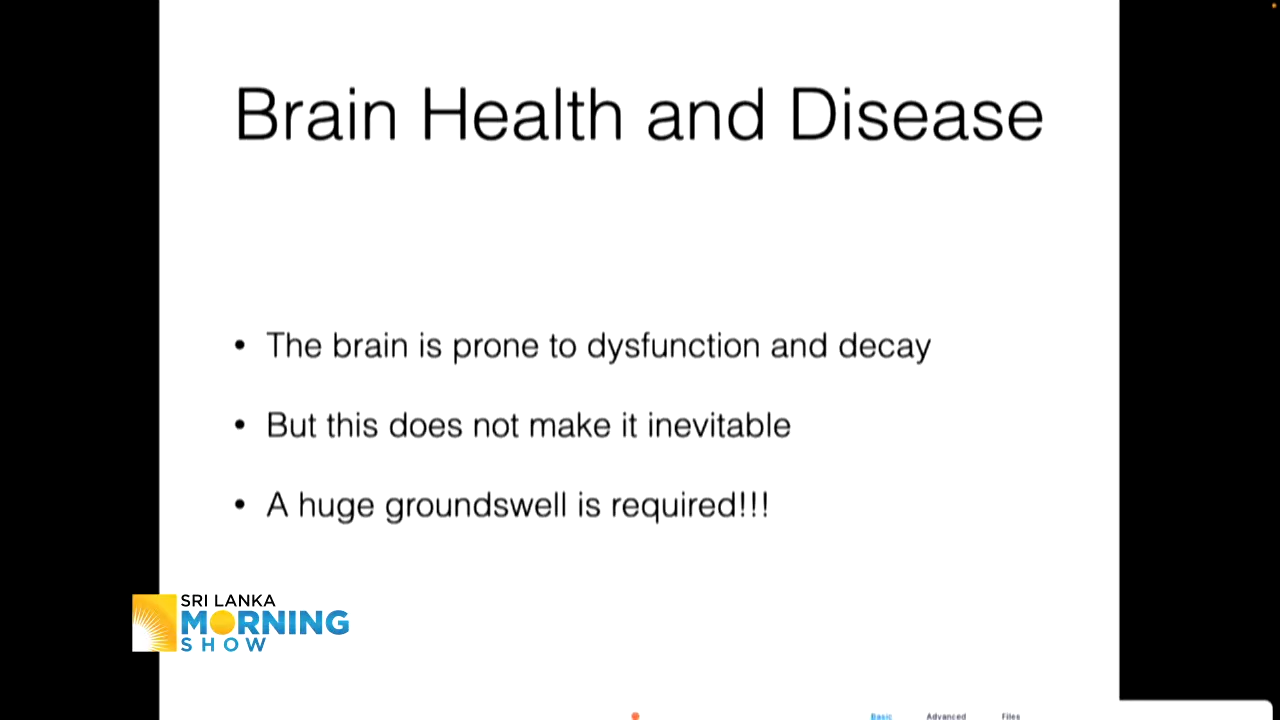 Brain Health and Disease
• The brain is prone to dysfunction and decay
• But this does not make it inevitable
• A huge groundswell is required!!!
SRI LANKA
MORNING
SHOW
Basic Advanced Files